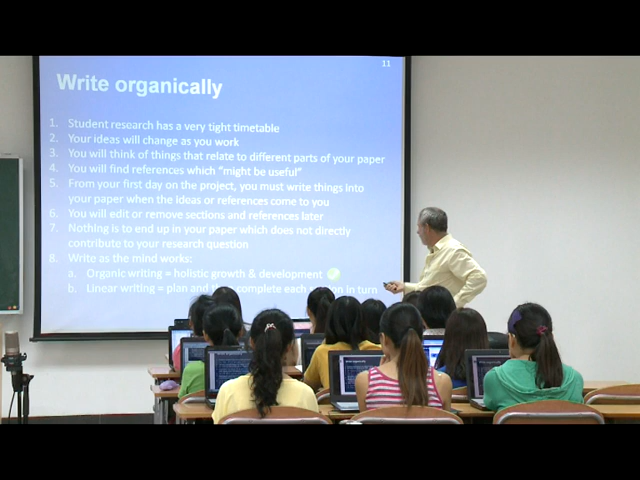 11
Write organically
1. Student research has a very tight timetable
2. Your ideas will change as you work
3. You will think of things that relate to different parts of your paper
4. You will find references which "might be useful"
5. From your first day on the project, you must write things into
your paper when the ideas or references come to you
6. You will edit or remove sections and references later
7. Nothing is to end up in your paper which does not directly
contribute to your research question
8. Write as the mind works:
a. Organic writing = holistic growth & development
b. Linear writing = plan and complete each in turn